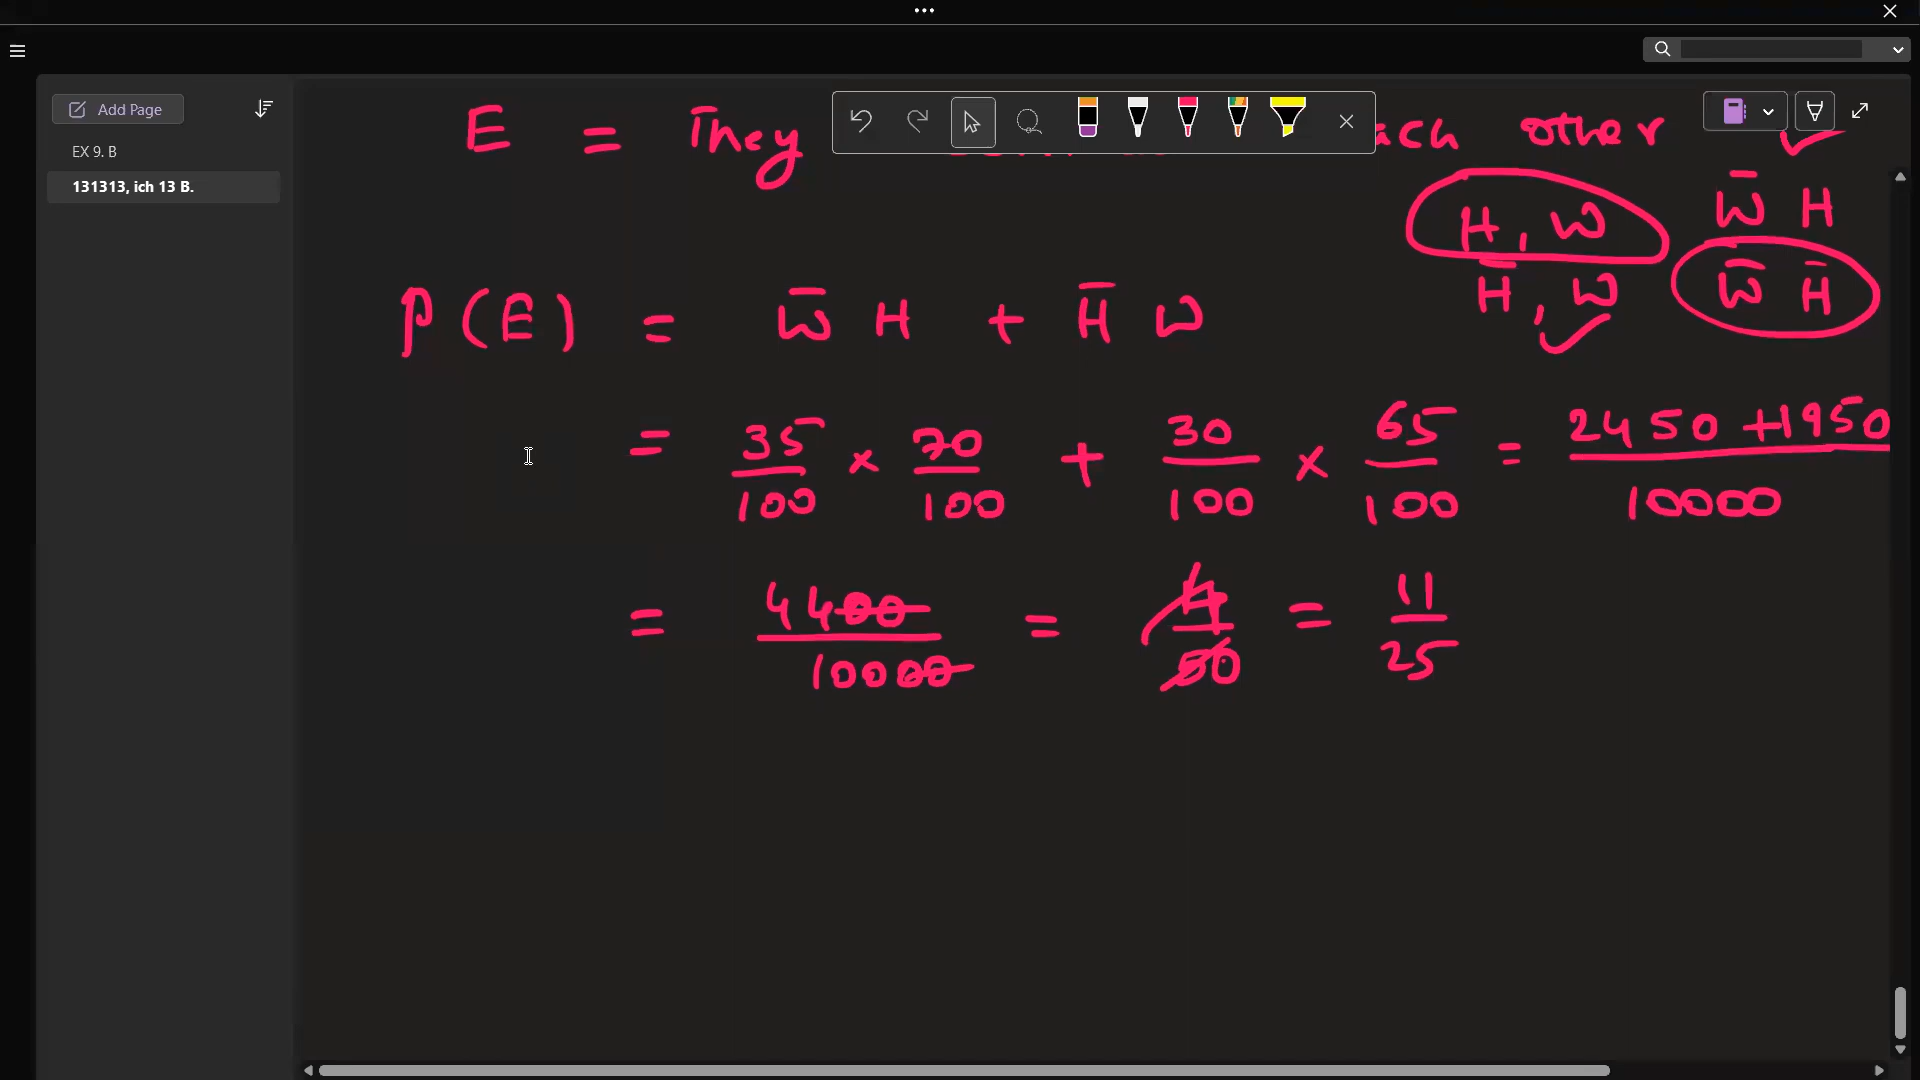 Add Page
EX 9. B
131313, ich 13 B.
E = They ach other
H, W
W̄ H
H̄, W
W̄ H̄
P(E) = W̄ H + H̄ W
= 35/100 × 70/100 + 30/100 × 65/100 = 2450 + 1950/10000
= 4400/10000 = /50 = 11/25